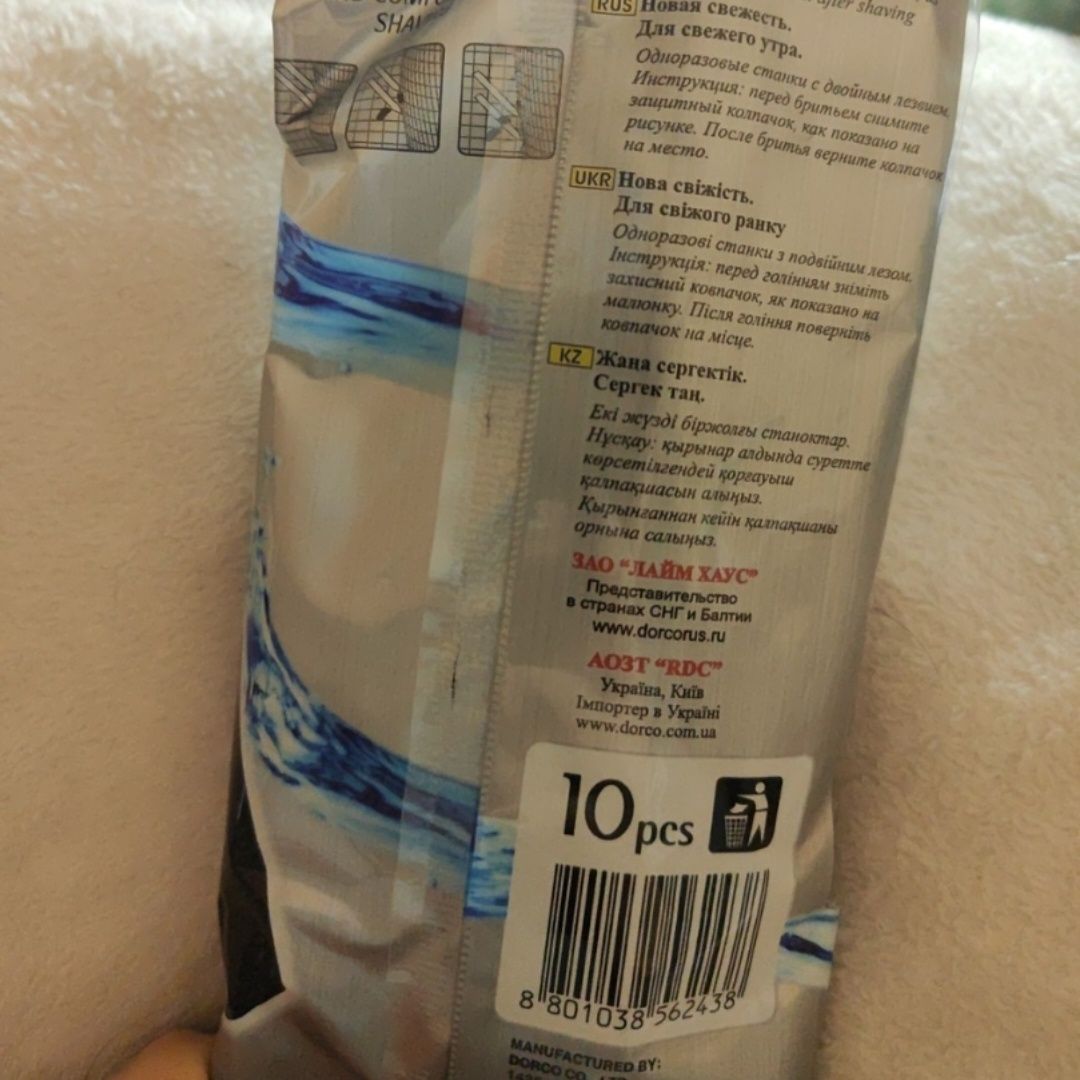 SHA
after shaving
RUS Новая свежесть.
Для свежего утра.
Одноразовые станки с двойным лезвием.
Инструкция: перед бритьем снимите
защитный колпачок, как показано на
рисунке. После бритья верните колпачок
на место.
UKR Нова свіжість.
Для свіжого ранку
Одноразові станки з подвійним лезом.
Інструкція: перед голінням зніміть
захисний ковпачок, як показано на
малюнку. Після гоління поверніть
ковпачок на місце.
KZ Жаңа сергектік.
Сергек таң.
Екі жүзді біржолғы станоктар.
Нұсқау: қырынар алдында суретте
көрсетілгендей қорғауыш
қалпақшасын алыңыз.
Қырынғаннан кейін қалпақшаны
орнына салыңыз.
ЗАО “ЛАЙМ ХАУС”
Представительство
в странах СНГ и Балтии
www.dorcorus.ru
АОЗТ “RDC”
Україна, Київ
Імпортер в Україні
www.dorco.com.ua
10 pcs
8 801038 562438
MANUFACTURED BY:
DORCO CO., LTD